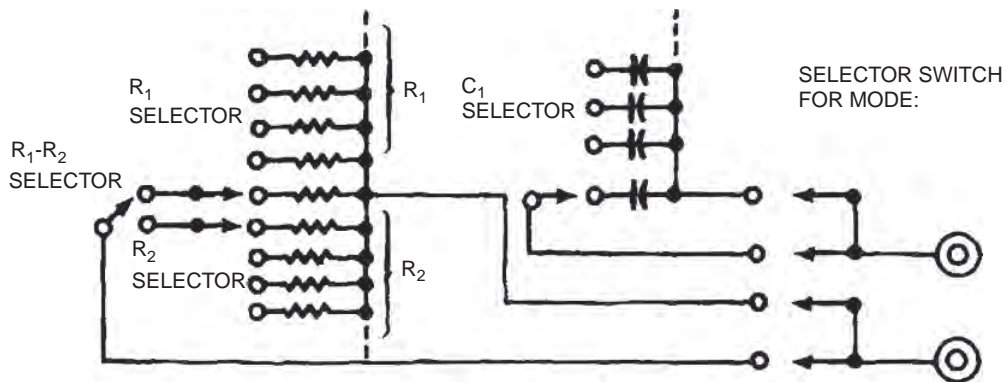 R1
SELECTOR
R1
C1
SELECTOR
SELECTOR SWITCH
FOR MODE:
R1-R2
SELECTOR
R2
SELECTOR
R2